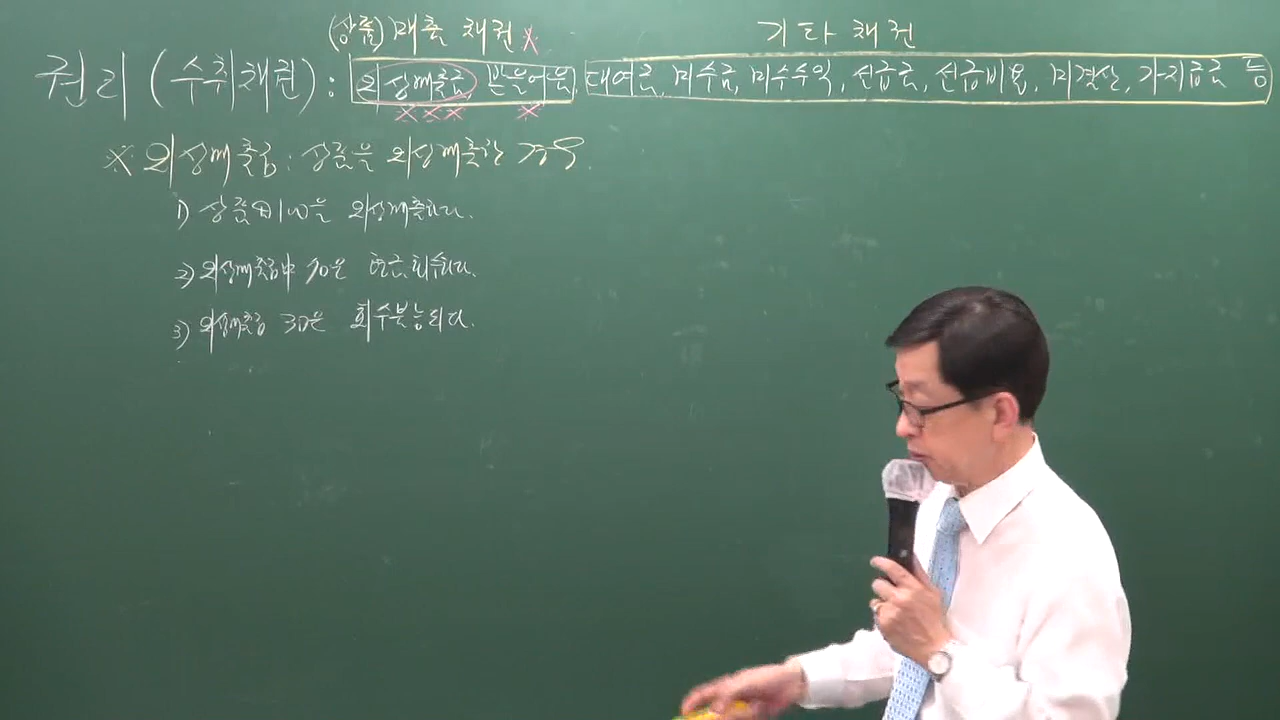 (상품) 매출 채권 × 기타 채권
권리 (수취채권) : 외상매출금, 받을어음, 대여금, 미수금, 미수수익, 선급금, 선급비용, 미결산, 가지급금 등
××× ×
※ 외상매출금 : 상품을 외상매출한 경우.
1) 상품 100을 외상매출하다.
2) 외상매출금中 70은 현금회수되다.
3) 외상매출금 30은 회수불능되다.